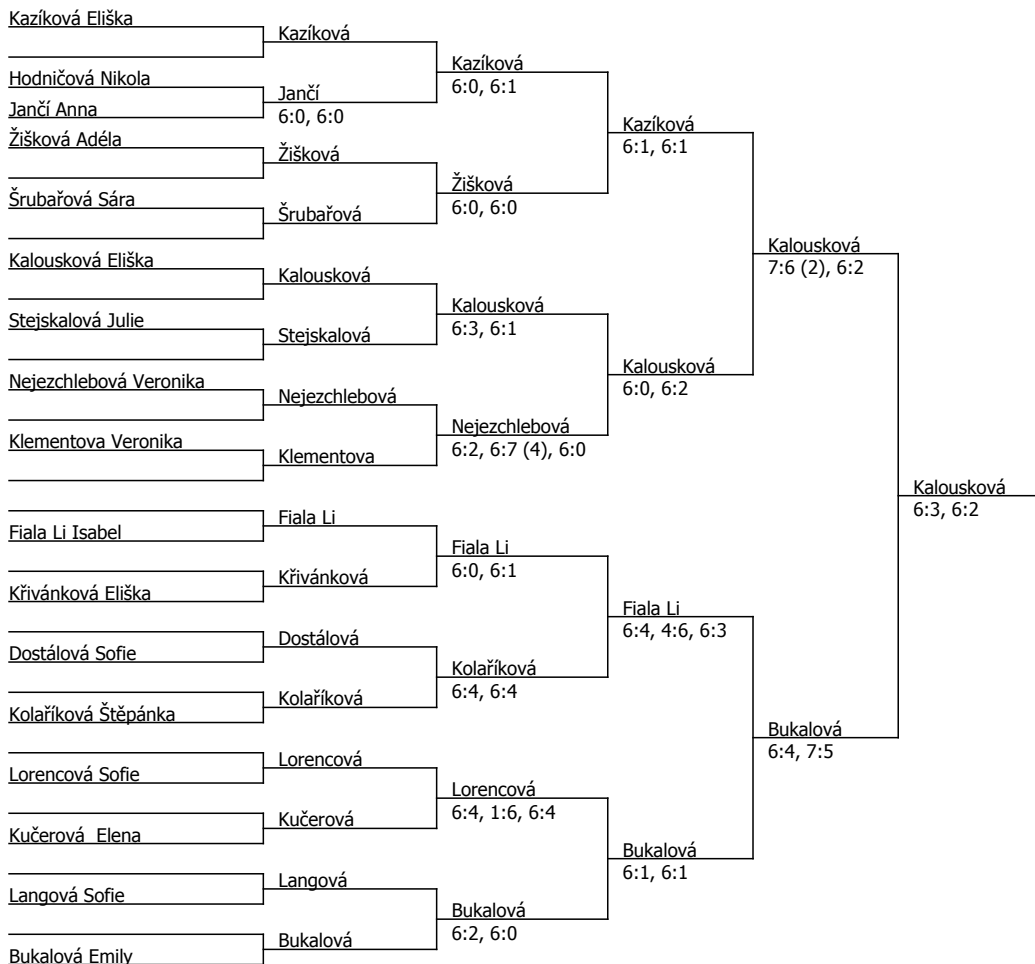 Kazíková Eliška
Hodničová Nikola
Jančí Anna
Žišková Adéla
Šrubařová Sára
Kalousková Eliška
Stejskalová Julie
Nejezchlebová Veronika
Klementova Veronika
Fiala Li Isabel
Křivánková Eliška
Dostálová Sofie
Kolaříková Štěpánka
Lorencová Sofie
Kučerová  Elena
Langová Sofie
Bukalová Emily
Kazíková
Jančí
6:0, 6:0
Žišková
Šrubařová
Kalousková
Stejskalová
Nejezchlebová
Klementova
Fiala Li
Křivánková
Dostálová
Kolaříková
Lorencová
Kučerová
Langová
Bukalová
Kazíková
6:0, 6:1
Žišková
6:0, 6:0
Kalousková
6:3, 6:1
Nejezchlebová
6:2, 6:7 (4), 6:0
Fiala Li
6:0, 6:1
Kolaříková
6:4, 6:4
Lorencová
6:4, 1:6, 6:4
Bukalová
6:2, 6:0
Kazíková
6:1, 6:1
Kalousková
6:0, 6:2
Fiala Li
6:4, 4:6, 6:3
Bukalová
6:1, 6:1
Kalousková
7:6 (2), 6:2
Bukalová
6:4, 7:5
Kalousková
6:3, 6:2